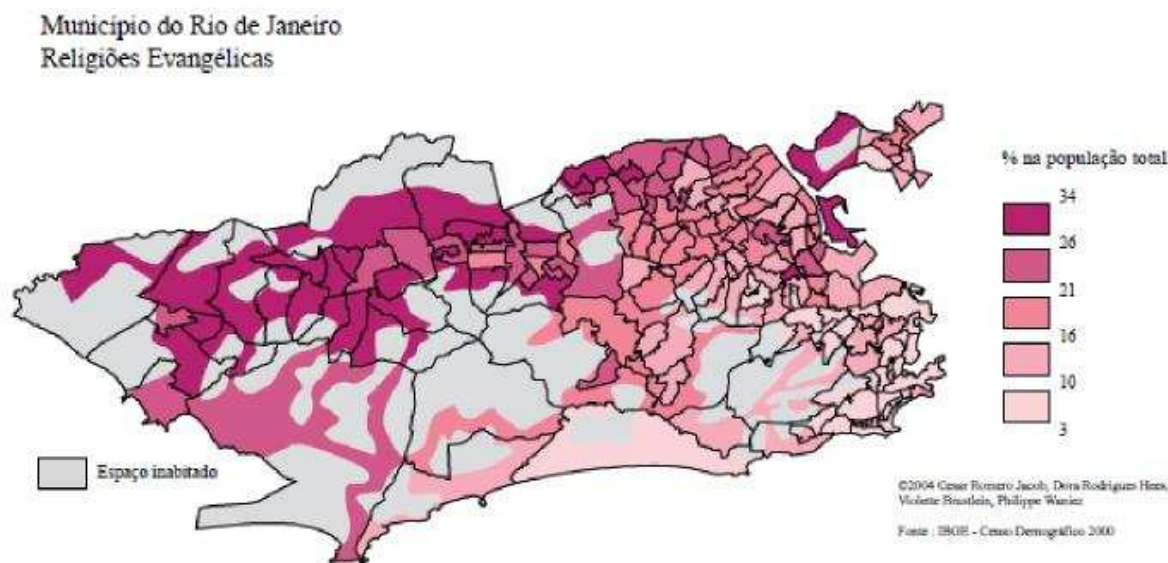 Município do Rio de Janeiro
Religiões Evangélicas
% na população total
34
26
21
16
10
3
Espaço inabitado
©2004 Cesar Romero Jacob, Dora Rodrigues Hees,
Violette Brustlein, Philippe Waniez
Fonte : IBGE - Censo Demográfico 2000